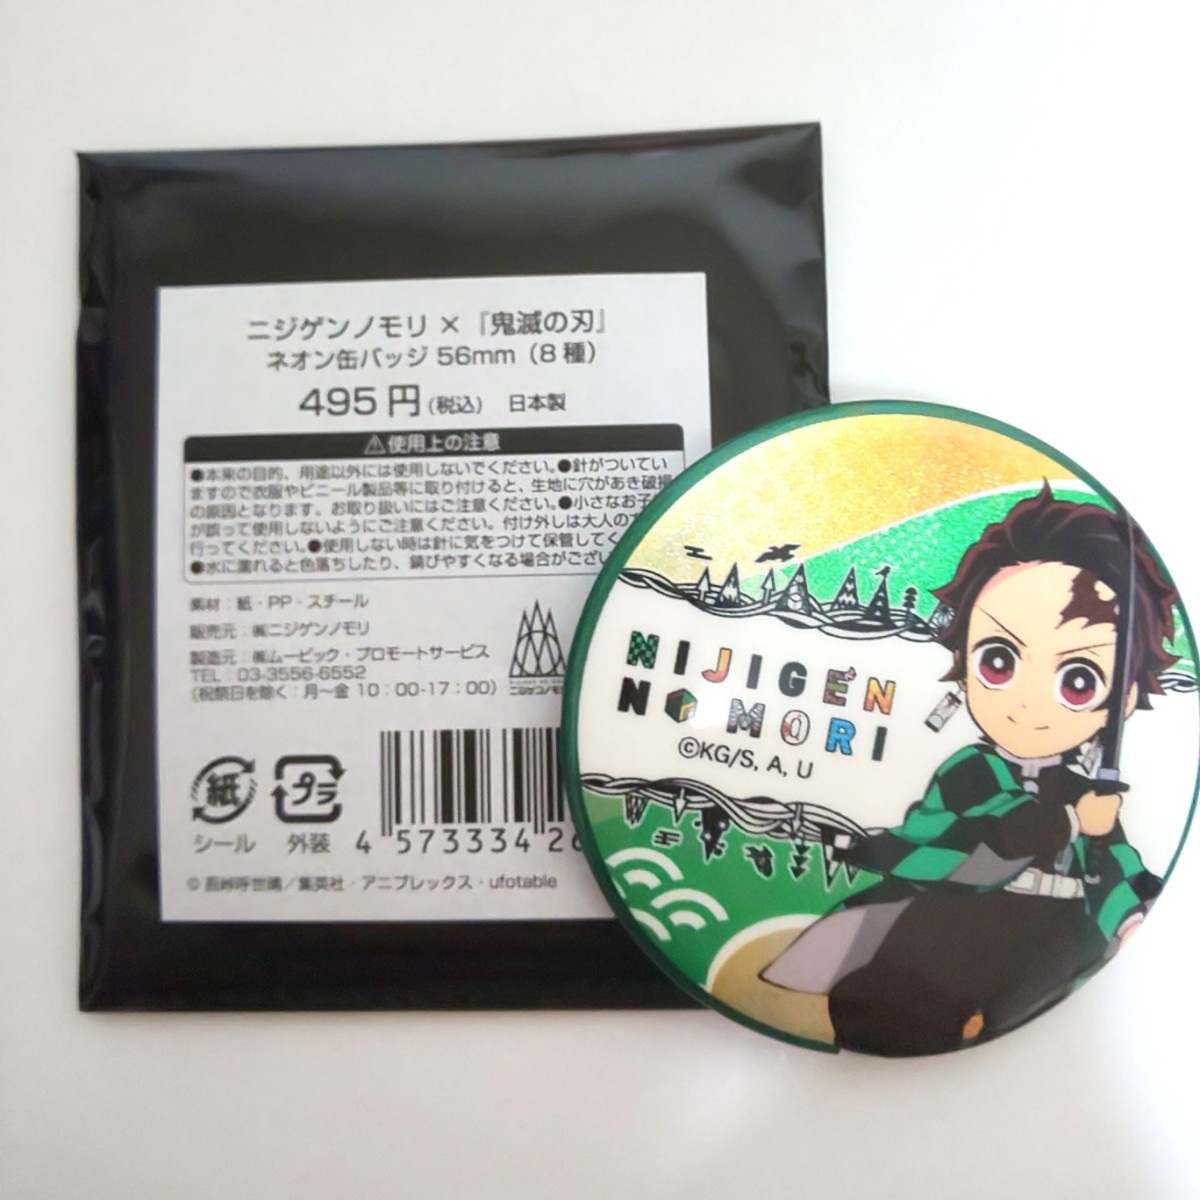 ニジゲンノモリ×『鬼滅の刃』
ネオン缶バッジ 56mm（8種）
495円(税込) 日本製
⚠使用上の注意
●本来の目的、用途以外には使用しないでください。●針がついてい
ますので衣服やビニール製品等に取り付けると、生地に穴があき破損
の原因となります。お取り扱いにはご注意ください。●小さなお子
が誤って使用しないようにご注意ください。付け外しは大人の
行ってください。●使用しない時は針に気をつけて保管してく
●水に濡れると色落ちしたり、錆びやすくなる場合がござい
素材：紙・PP・スチール
販売元：㈱ニジゲンノモリ
製造元：㈱ムービック・プロモートサービス
TEL：03-3556-6552
(祝祭日を除く：月～金 10：00-17：00)
ニジゲンノモリ
紙 プラ
シール 外装
4 573334 26
©吾峠呼世晴／集英社・アニプレックス・ufotable
NIJIGEN
NO MORI
©KG/S, A, U